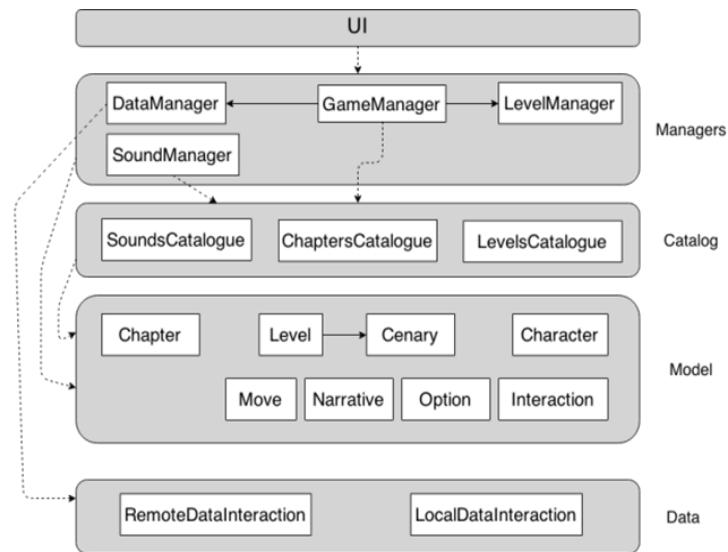 UI
DataManager
GameManager
LevelManager
Managers
SoundManager
SoundsCatalogue
ChaptersCatalogue
LevelsCatalogue
Catalog
Chapter
Level
Cenary
Character
Model
Move
Narrative
Option
Interaction
RemoteDataInteraction
LocalDataInteraction
Data